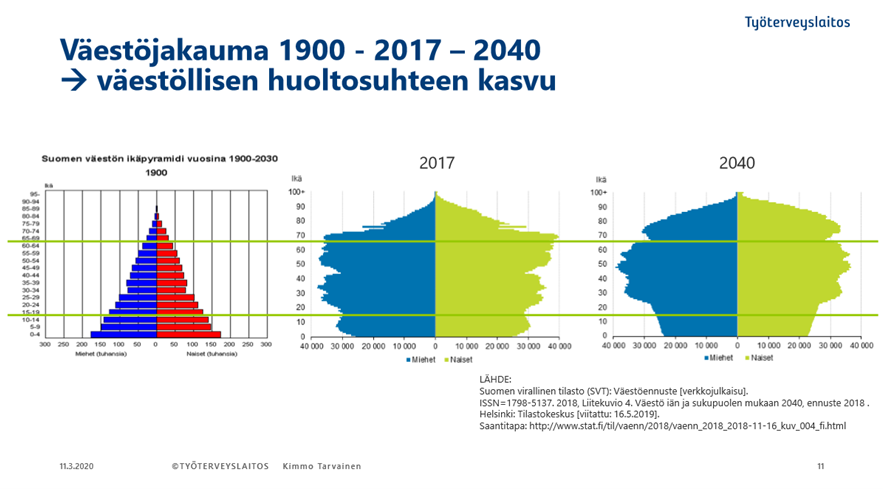 Työterveyslaitos
Väestöjakauma 1900 - 2017 – 2040
→ väestöllisen huoltosuhteen kasvu
Suomen väestön ikäpyramidi vuosina 1900-2030
1900
Ikä
95-
90-94
85-89
80-84
75-79
70-74
65-69
60-64
55-59
50-54
45-49
40-44
35-39
30-34
25-29
20-24
15-19
10-14
5-9
0-4
300 250 200 150 100 50 0 50 100 150 200 250 300
Miehet (tuhansia) Naiset (tuhansia)
2017
Ikä
100+
90
80
70
60
50
40
30
20
10
0
40 000 30 000 20 000 10 000 0 10 000 20 000 30 000 40 000
Miehet Naiset
2040
Ikä
100+
90
80
70
60
50
40
30
20
10
0
40 000 30 000 20 000 10 000 0 10 000 20 000 30 000 40 000
Miehet Naiset
LÄHDE:
Suomen virallinen tilasto (SVT): Väestöennuste [verkkojulkaisu].
ISSN=1798-5137. 2018, Liitekuvio 4. Väestö iän ja sukupuolen mukaan 2040, ennuste 2018 .
Helsinki: Tilastokeskus [viitattu: 16.5.2019].
Saantitapa: http://www.stat.fi/til/vaenn/2018/vaenn_2018_2018-11-16_kuv_004_fi.html
11.3.2020 ©TYÖTERVEYSLAITOS Kimmo Tarvainen 11